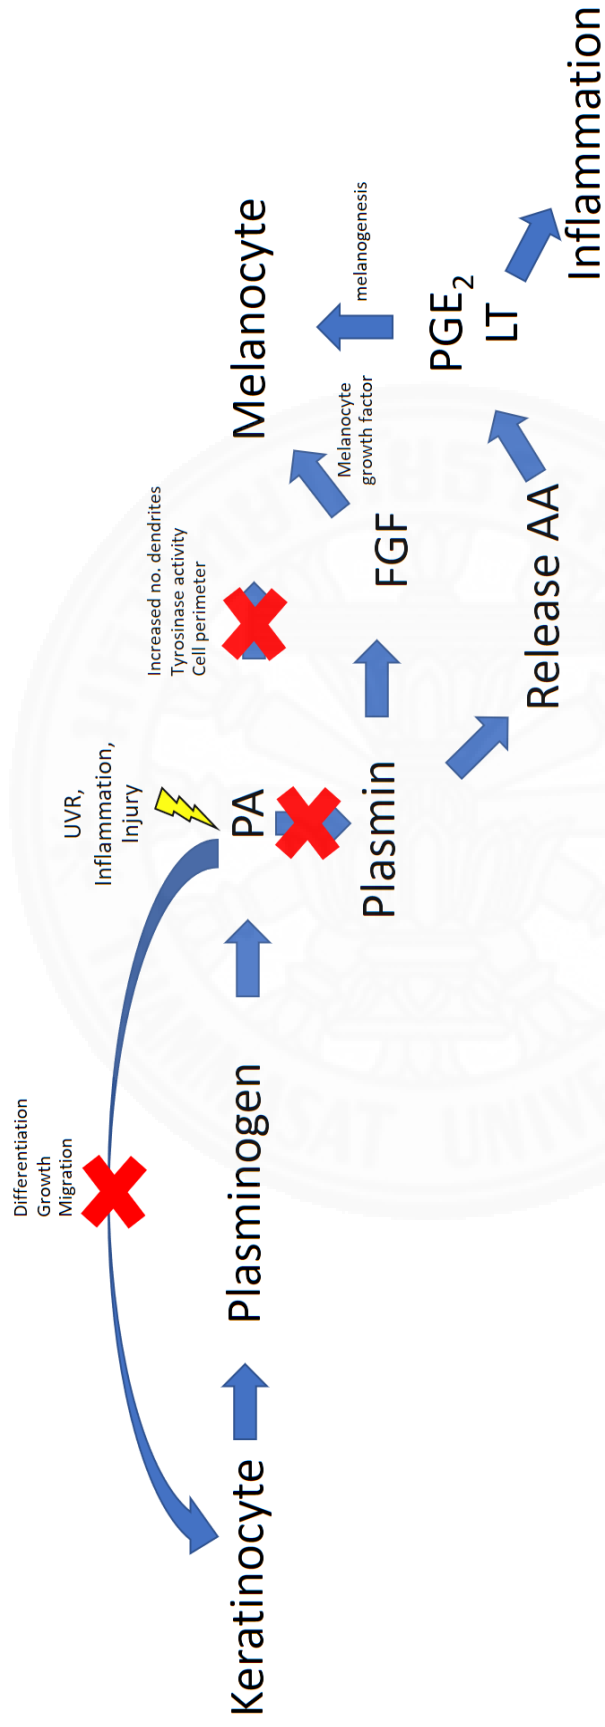 Differentiation
Growth
Migration
UVR,
Inflammation,
Injury
Increased no. dendrites
Tyrosinase activity
Cell perimeter
Keratinocyte
Plasminogen
PA
Melanocyte
Melanocyte
growth factor
melanogenesis
Plasmin
FGF
PGE₂
LT
Release AA
Inflammation